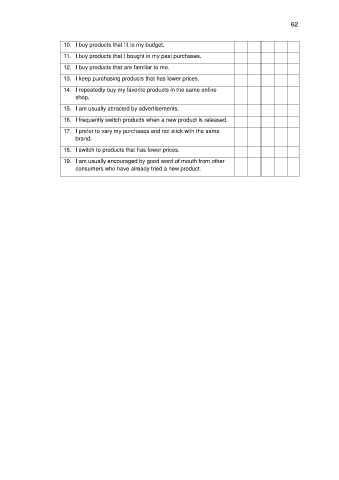 62
10. I buy products that fit to my budget.
11. I buy products that I bought in my past purchases.
12. I buy products that are familiar to me.
13. I keep purchasing products that has lower prices.
14. I repeatedly buy my favorite products in the same online
shop.
15. I am usually attracted by advertisements.
16. I frequently switch products when a new product is released.
17. I prefer to vary my purchases and not stick with the same
brand.
18. I switch to products that has lower prices.
19. I am usually encouraged by good word of mouth from other
consumers who have already tried a new product.